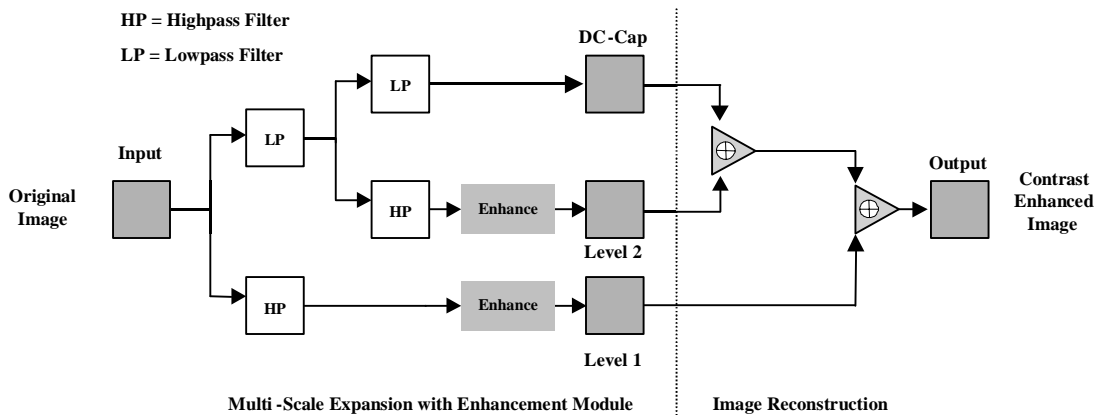 HP = Highpass Filter
LP = Lowpass Filter
DC-Cap
LP
LP
Input
Original
Image
HP
Enhance
Level 2
HP
Enhance
Level 1
Output
Contrast
Enhanced
Image
Multi -Scale Expansion with Enhancement Module
Image Reconstruction